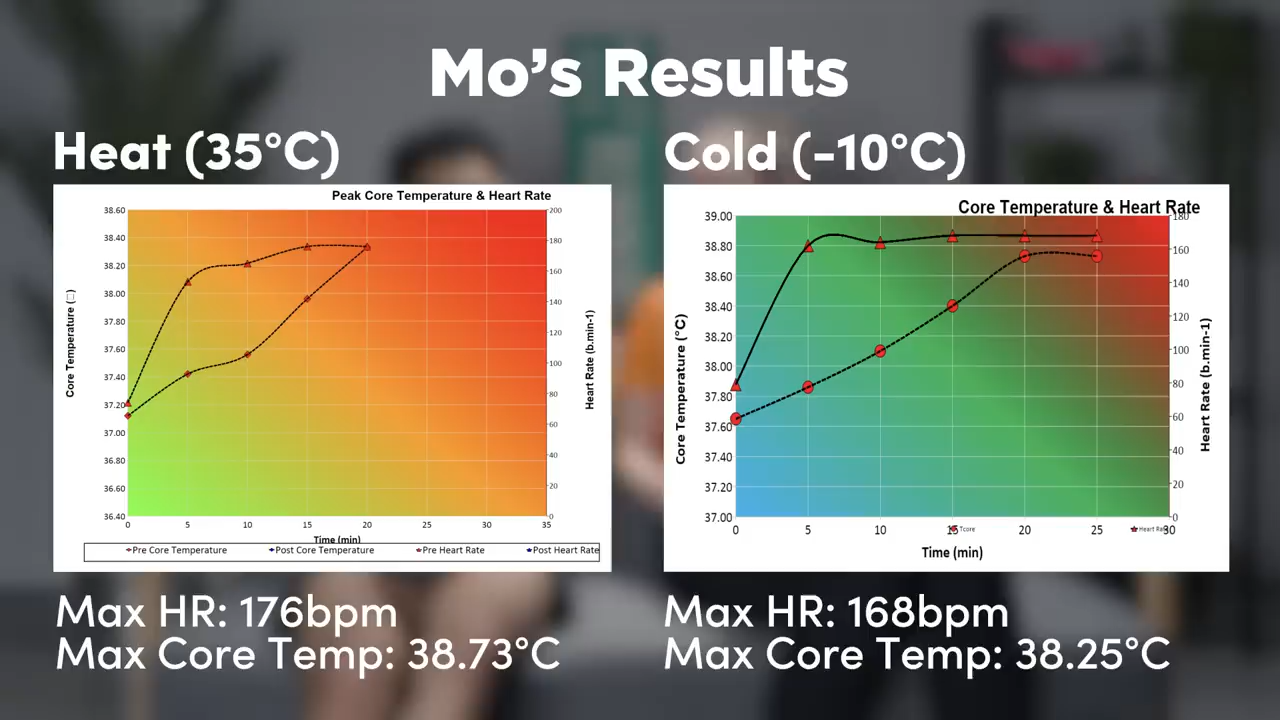 Mo's Results
Heat (35°C)
Peak Core Temperature & Heart Rate
38.60
38.40
38.20
38.00
37.80
37.60
37.40
37.20
37.00
36.80
36.60
36.40
Core Temperature (□)
200
180
160
140
120
100
80
60
40
20
0
Heart Rate (b.min-1)
0 5 10 15 20 25 30 35
Time (min)
Pre Core Temperature Post Core Temperature Pre Heart Rate Post Heart Rate
Max HR: 176bpm
Max Core Temp: 38.73°C
Cold (-10°C)
Core Temperature & Heart Rate
39.00
38.80
38.60
38.40
38.20
38.00
37.80
37.60
37.40
37.20
37.00
Core Temperature (°C)
180
160
140
120
100
80
60
40
20
0
Heart Rate (b.min-1)
0 5 10 15 20 25 30
Tcore Heart Rate
Time (min)
Max HR: 168bpm
Max Core Temp: 38.25°C